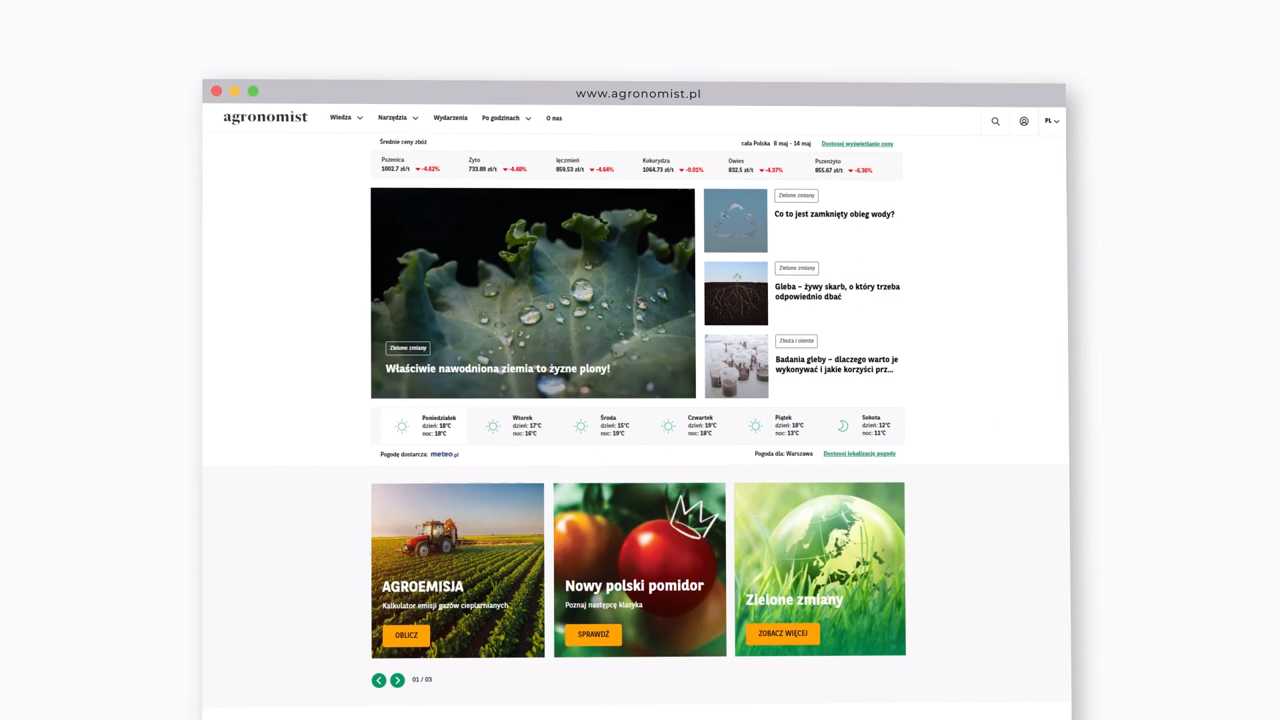 www.agronomist.pl
agronomist
Wiedza
Narzędzia
Wydarzenia
Po godzinach
O nas
PL
Średnie ceny zbóż
cała Polska 8 maj - 14 maj
Dostosuj wyświetlanie ceny
Pszenica
1002.7 zł/t -4.62%
Żyto
733.89 zł/t -4.48%
Jęczmień
859.53 zł/t -4.64%
Kukurydza
1064.73 zł/t -0.01%
Owies
832.5 zł/t -4.37%
Pszenżyto
855.67 zł/t -6.36%
Zielone zmiany
Właściwie nawodniona ziemia to żyzne plony!
Zielone zmiany
Co to jest zamknięty obieg wody?
Zielone zmiany
Gleba – żywy skarb, o który trzeba
odpowiednio dbać
Zboża i oleiste
Badania gleby – dlaczego warto je
wykonywać i jakie korzyści prz...
Poniedziałek
dzień: 18°C
noc: 18°C
Wtorek
dzień: 17°C
noc: 16°C
Środa
dzień: 15°C
noc: 19°C
Czwartek
dzień: 19°C
noc: 18°C
Piątek
dzień: 18°C
noc: 13°C
Sobota
dzień: 12°C
noc: 11°C
Pogodę dostarcza: meteo.pl
Pogoda dla: Warszawa
Dostosuj lokalizację pogody
AGROEMISJA
Kalkulator emisji gazów cieplarnianych
OBLICZ
Nowy polski pomidor
Poznaj następcę klasyka
SPRAWDŹ
Zielone zmiany
ZOBACZ WIĘCEJ
01 / 03